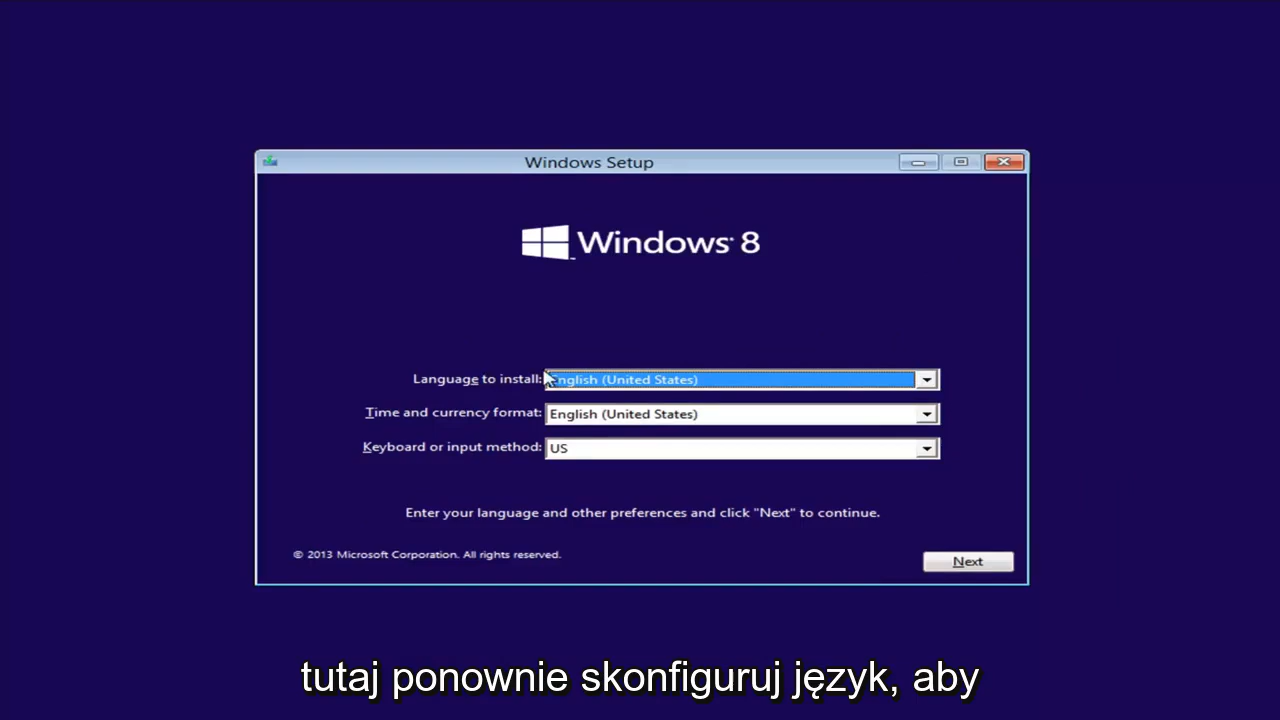 Windows Setup
Windows 8
Language to install: English (United States)
Time and currency format: English (United States)
Keyboard or input method: US
Enter your language and other preferences and click "Next" to continue.
© 2013 Microsoft Corporation. All rights reserved.
Next
tutaj ponownie skonfiguruj język, aby